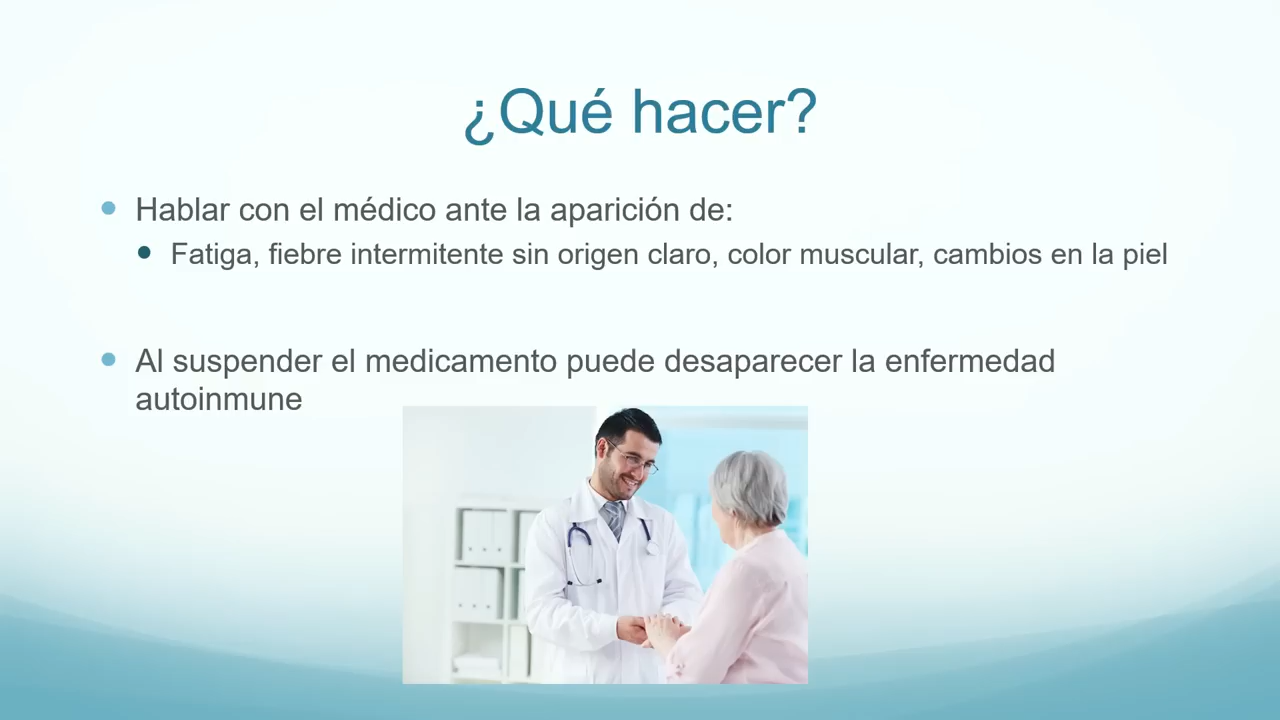 ¿Qué hacer?
Hablar con el médico ante la aparición de:
Fatiga, fiebre intermitente sin origen claro, color muscular, cambios en la piel
Al suspender el medicamento puede desaparecer la enfermedad
autoinmune